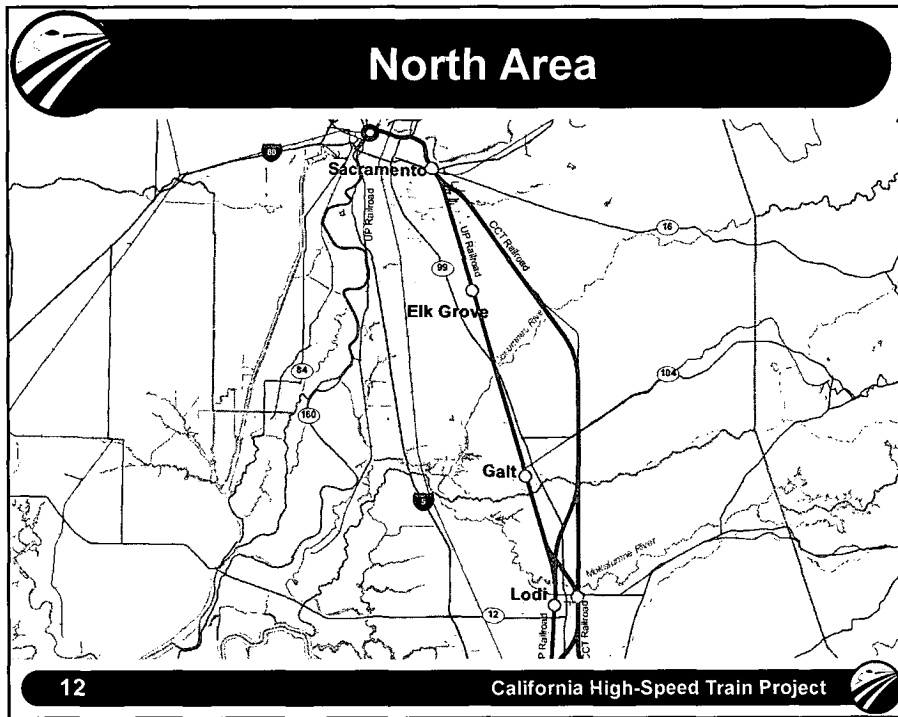 North Area
80
Sacramento
UP Railroad
UP Railroad
CCT Railroad
16
99
Elk Grove
River
84
104
160
Galt
5
Mokelumne River
Lodi
12
P Railroad
CCT Railroad
12
California High-Speed Train Project